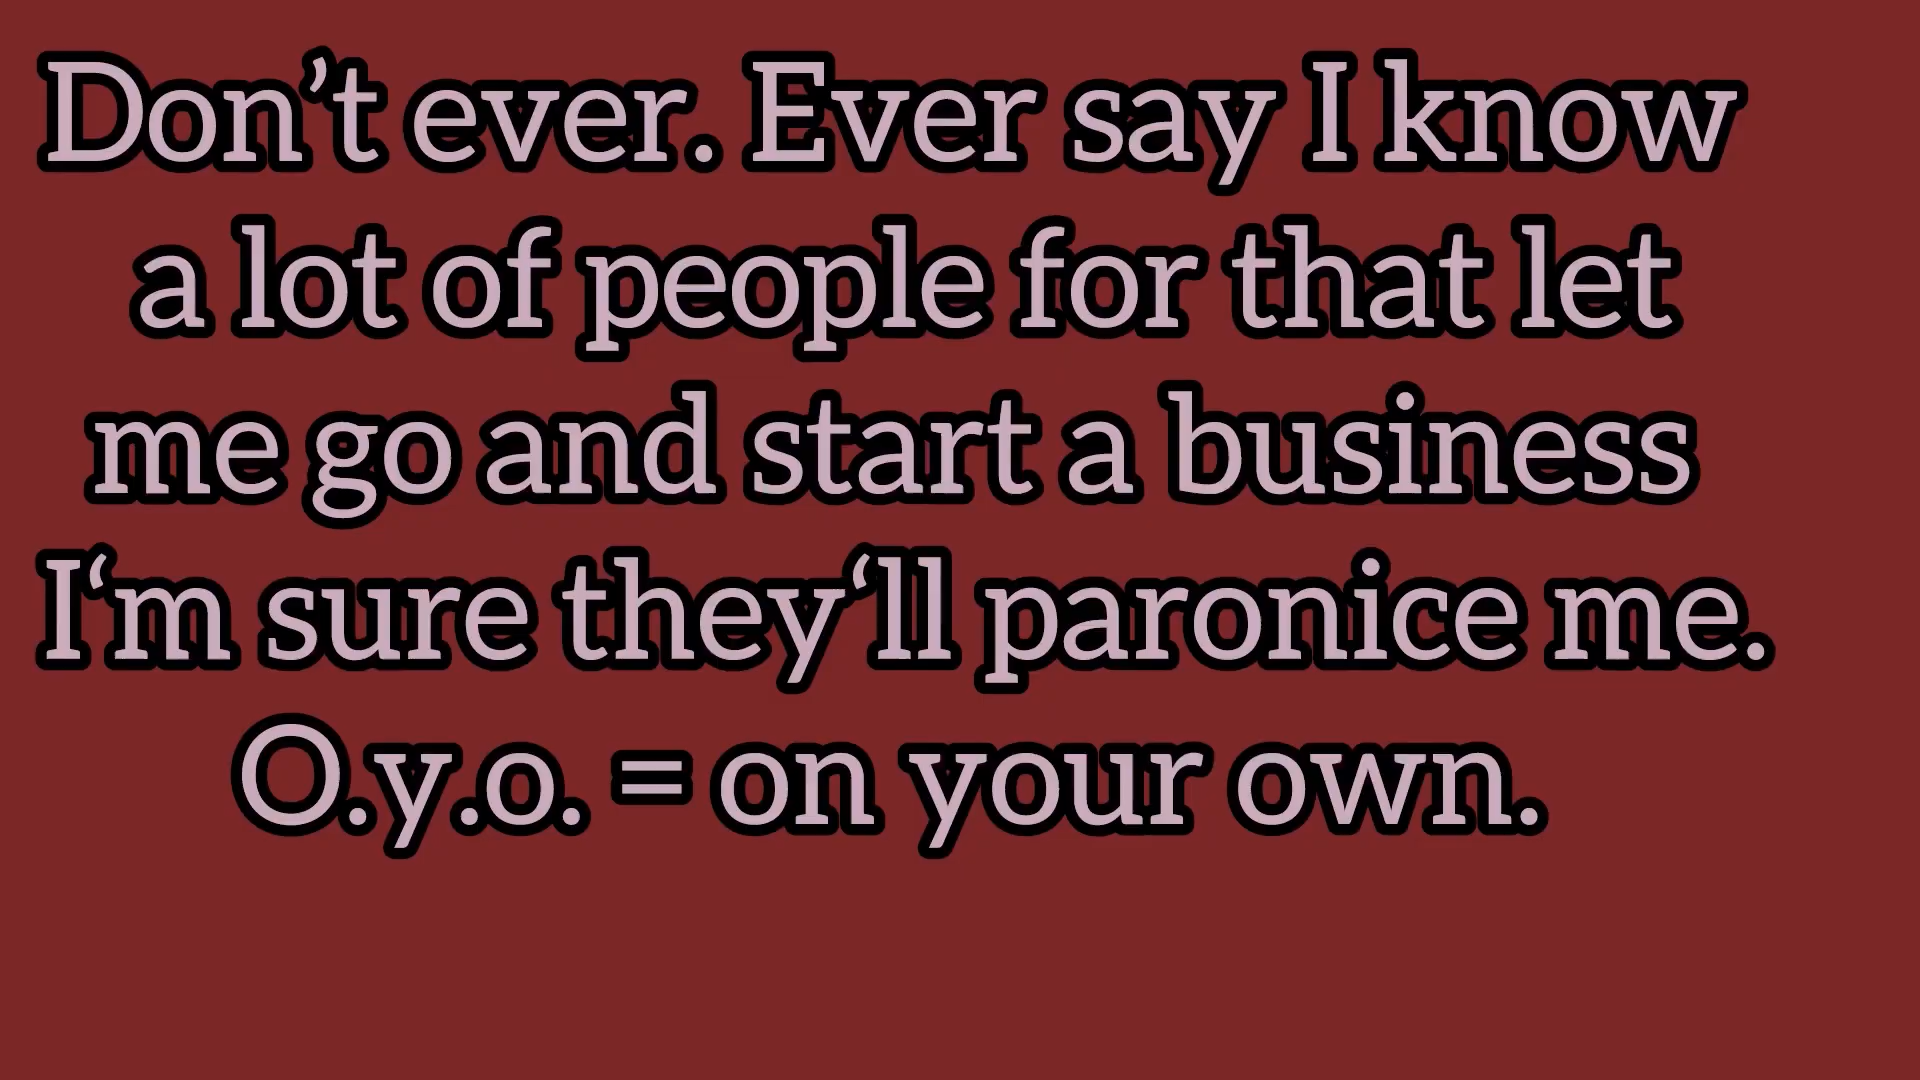 Don’t ever. Ever say I know
a lot of people for that let
me go and start a business
I‘m sure they‘ll paronice me.
O.y.o. = on your own.